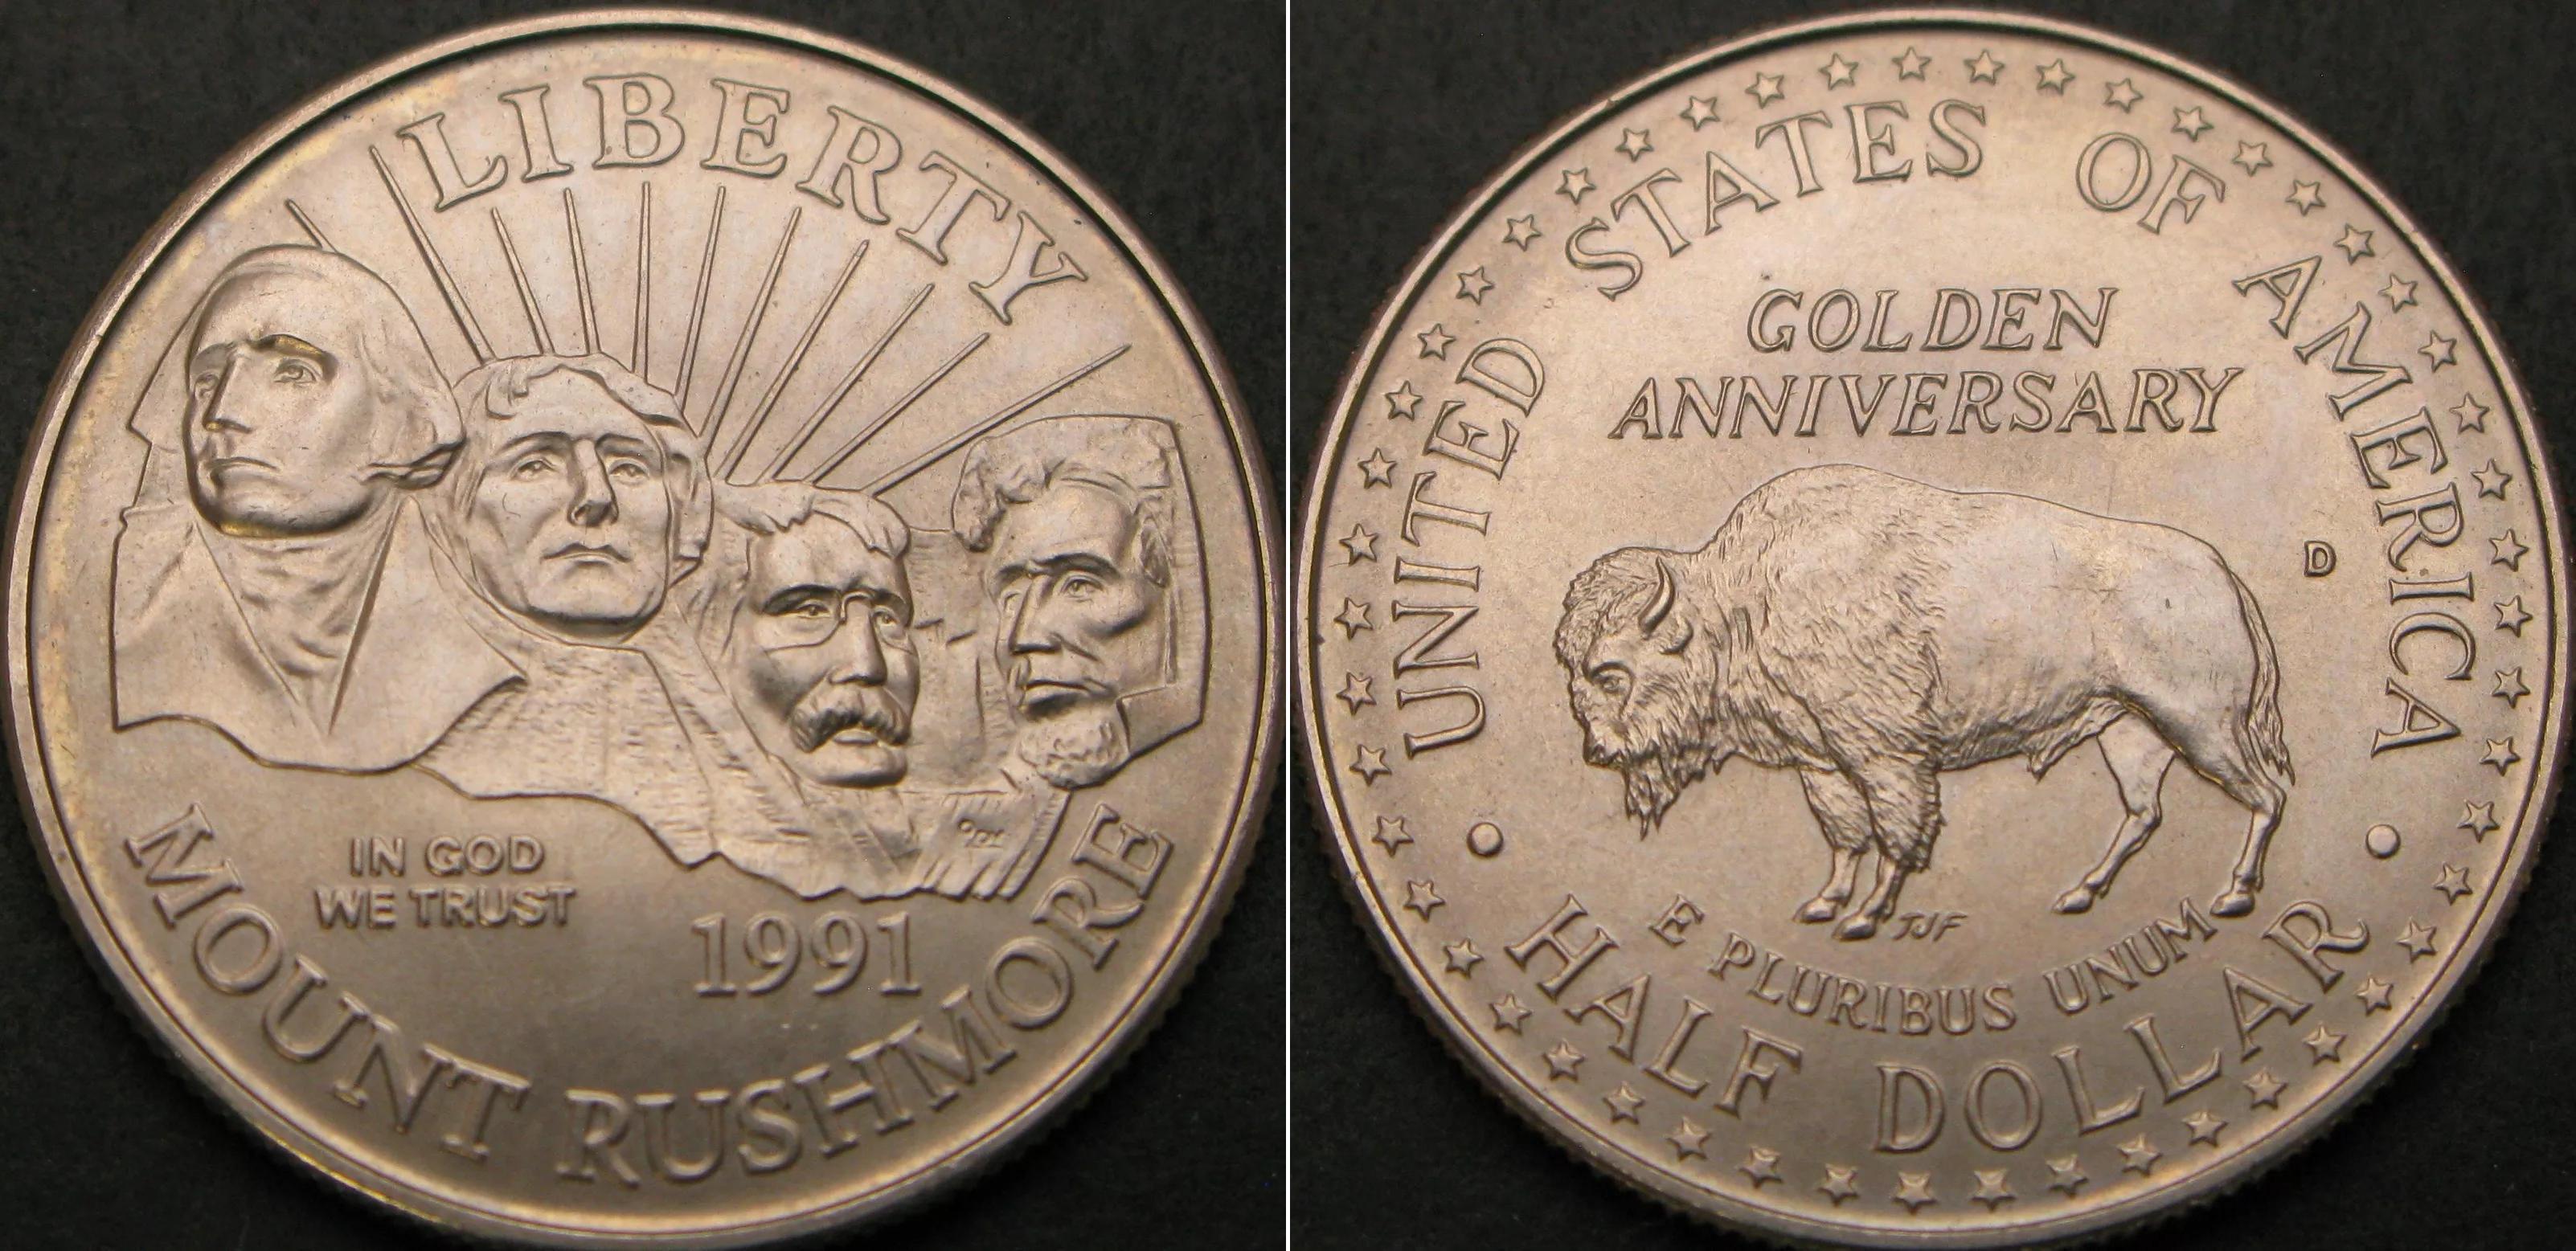 LIBERTY
IN GOD
WE TRUST
1991
MOUNT RUSHMORE
UNITED STATES OF AMERICA
GOLDEN
ANNIVERSARY
D
TJF
E PLURIBUS UNUM
HALF DOLLAR